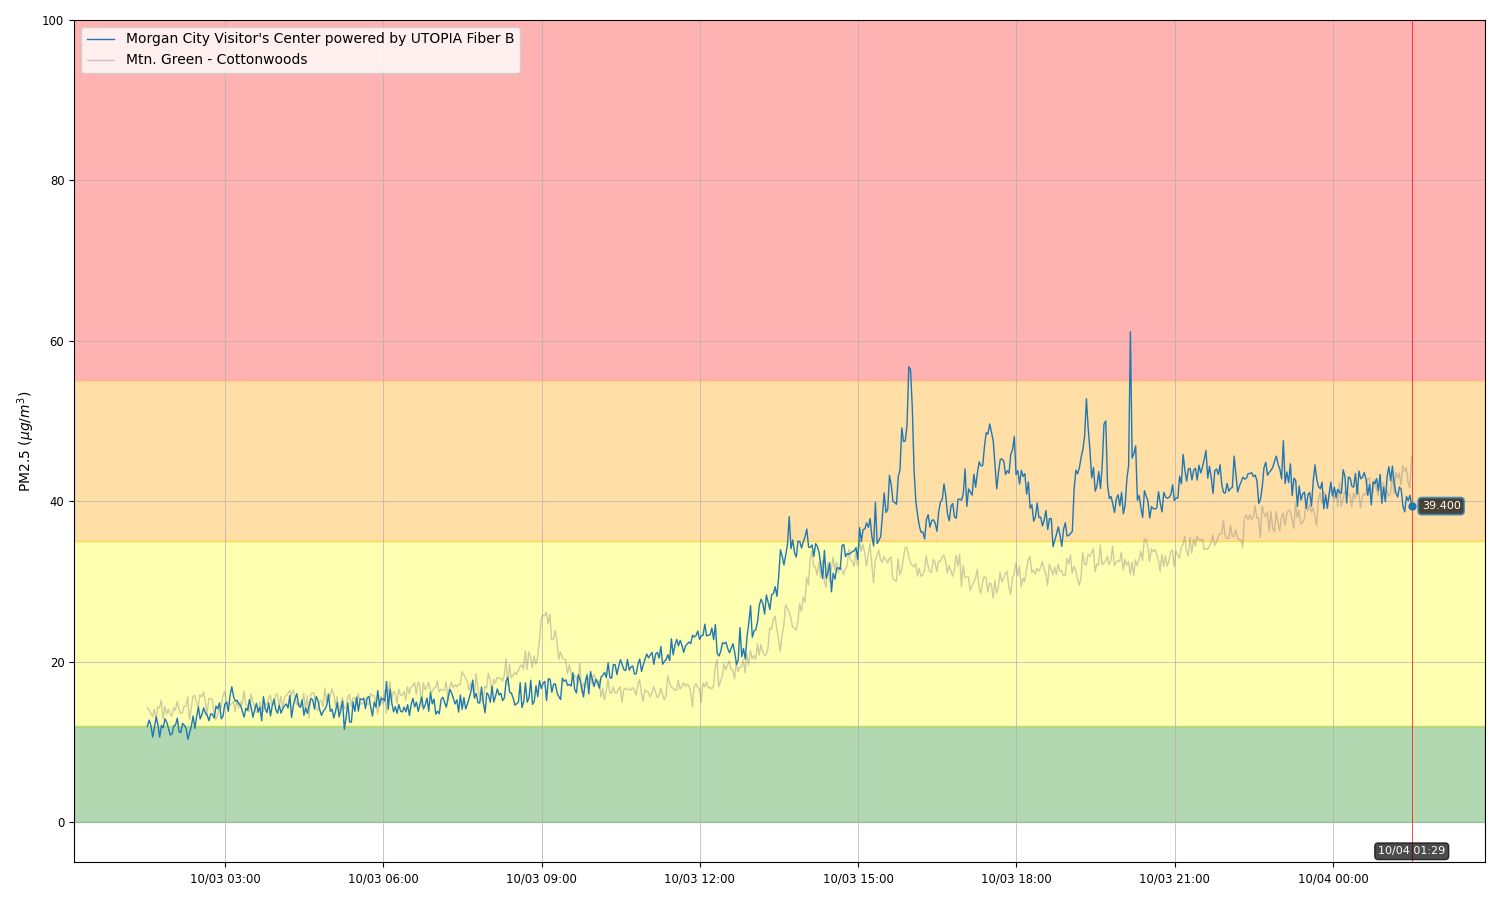 100
Morgan City Visitor's Center powered by UTOPIA Fiber B
Mtn. Green - Cottonwoods
80
60
PM2.5 (μg/m³)
40
39.400
20
0
10/04 01:29
10/03 03:00 10/03 06:00 10/03 09:00 10/03 12:00 10/03 15:00 10/03 18:00 10/03 21:00 10/04 00:00